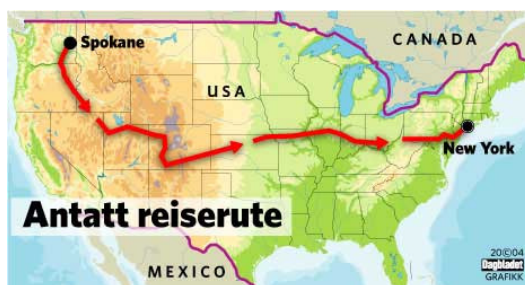 Spokane
CANADA
USA
New York
Antatt reiserute
MEXICO
20©04
Dagbladet
GRAFIKK